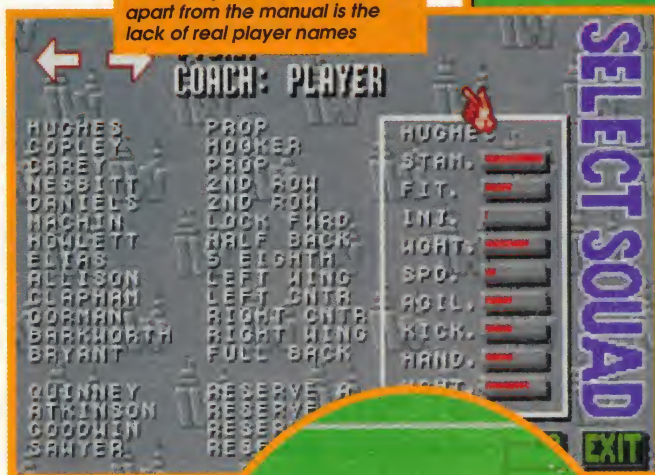 apart from the manual is the
lack of real player names
COACH: PLAYER
SELECT SQUAD
HUGHES PROP
COPLEY HOOKER
CAREY PROP
NESBITT 2ND ROW
DANIELS 2ND ROW
MACHIN LOCK FWRD
HOWLETT HALF BACK
ELIAS 5 EIGHTH
ALLISON LEFT WING
CLAPHAM LEFT CNTR
DORMAN RIGHT CNTR
BARKWORTH RIGHT WING
BRYANT FULL BACK
QUINNEY RESERVE A
ATKINSON RESERVE
GOODWIN
SAWYER
HUGHES
STAM.
FIT.
INJ.
WGHT.
SPD.
AGIL.
KICK.
HAND.
EXIT